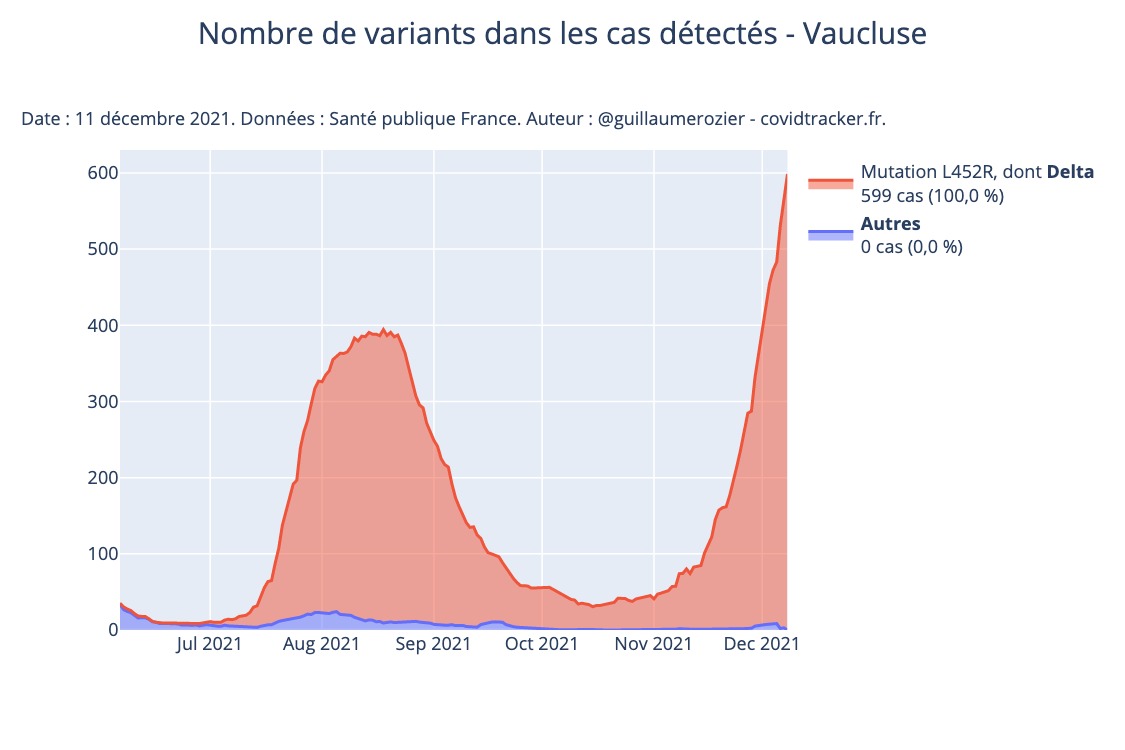 Nombre de variants dans les cas détectés - Vaucluse
Date : 11 décembre 2021. Données : Santé publique France. Auteur : @guillaumerozier - covidtracker.fr.
600
500
400
300
200
100
0
Jul 2021
Aug 2021
Sep 2021
Oct 2021
Nov 2021
Dec 2021
Mutation L452R, dont Delta
599 cas (100,0 %)
Autres
0 cas (0,0 %)